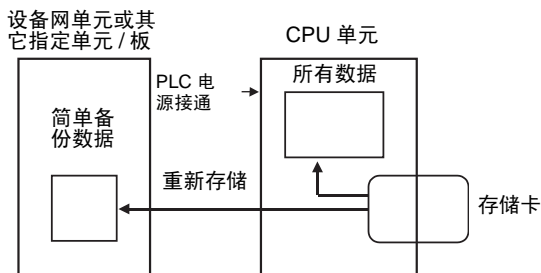 设备网单元或其
它指定单元 / 板
CPU 单元
PLC 电
源接通
所有数据
简单备
份数据
重新存储
存储卡